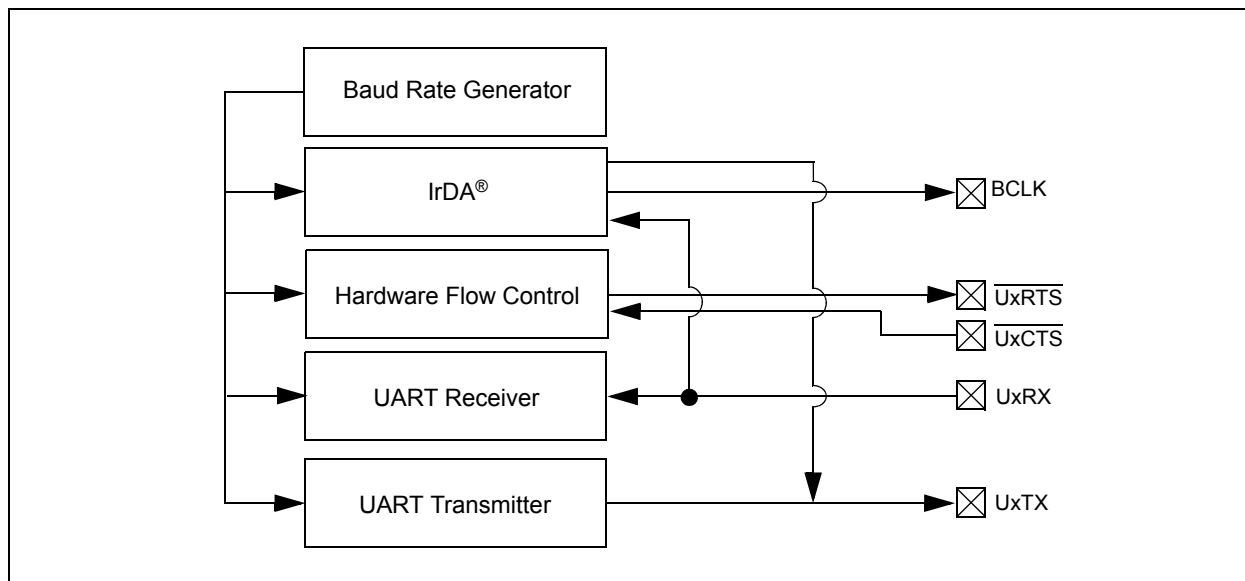 Baud Rate Generator
IrDA®
BCLK
Hardware Flow Control
UxRTS
UxCTS
UART Receiver
UxRX
UART Transmitter
UxTX